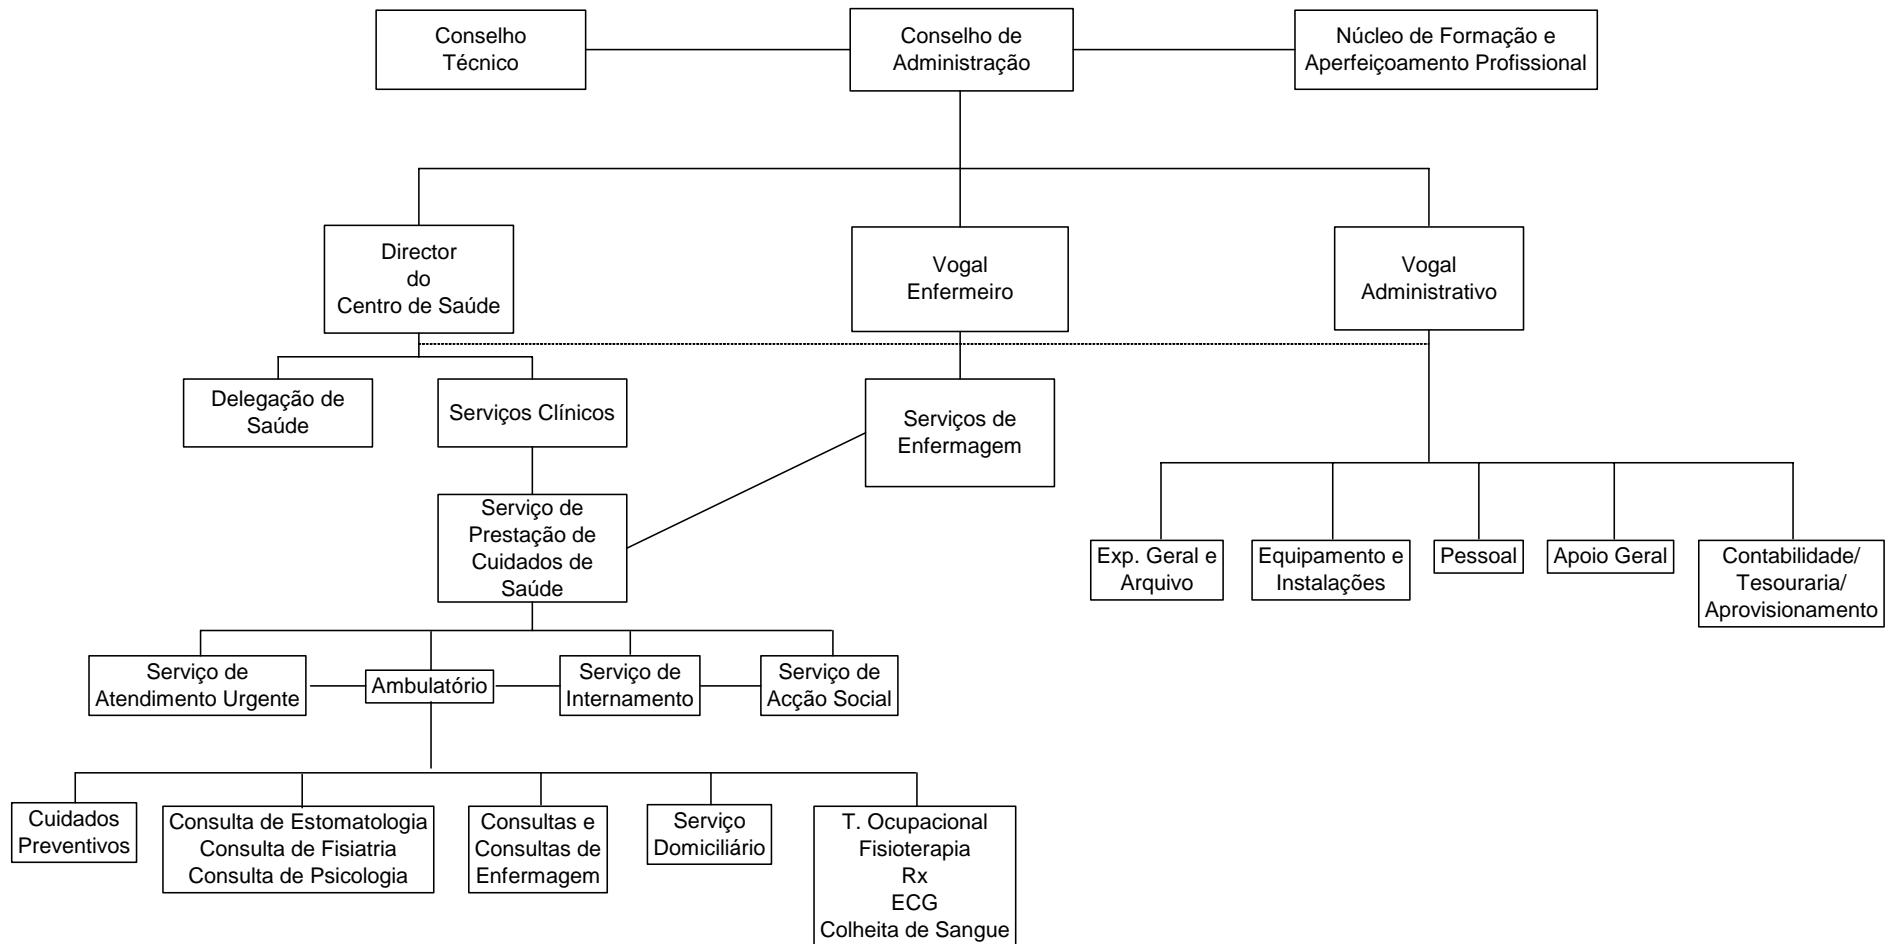 Conselho
Técnico
Conselho de
Administração
Núcleo de Formação e
Aperfeiçoamento Profissional
Director
do
Centro de Saúde
Vogal
Enfermeiro
Vogal
Administrativo
Delegação de
Saúde
Serviços Clínicos
Serviços de
Enfermagem
Serviço de
Prestação de
Cuidados de
Saúde
Exp. Geral e
Arquivo
Equipamento e
Instalações
Pessoal
Apoio Geral
Contabilidade/
Tesouraria/
Aprovisionamento
Serviço de
Atendimento Urgente
Ambulatório
Serviço de
Internamento
Serviço de
Acção Social
Cuidados
Preventivos
Consulta de Estomatologia
Consulta de Fisiatria
Consulta de Psicologia
Consultas e
Consultas de
Enfermagem
Serviço
Domiciliário
T. Ocupacional
Fisioterapia
Rx
ECG
Colheita de Sangue